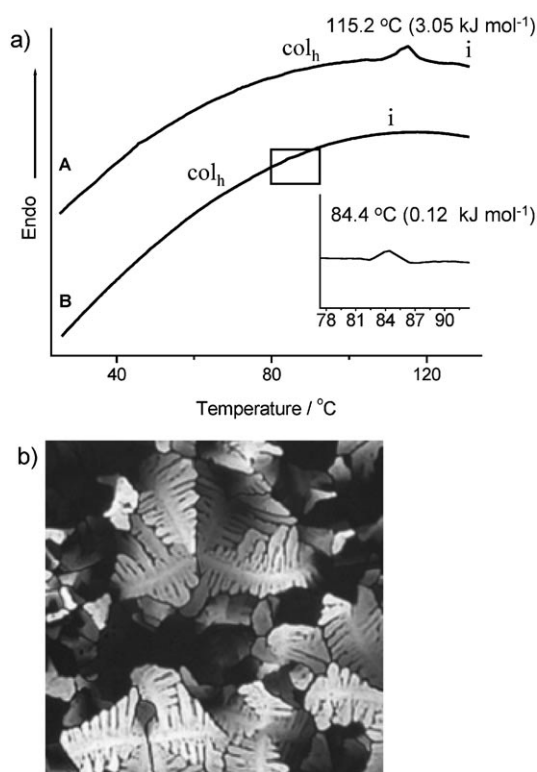 a)
115.2 °C (3.05 kJ mol⁻¹)
col_h
i
A
i
col_h
Endo
84.4 °C (0.12 kJ mol⁻¹)
B
78 81 84 87 90
40 80 120
Temperature / °C
b)